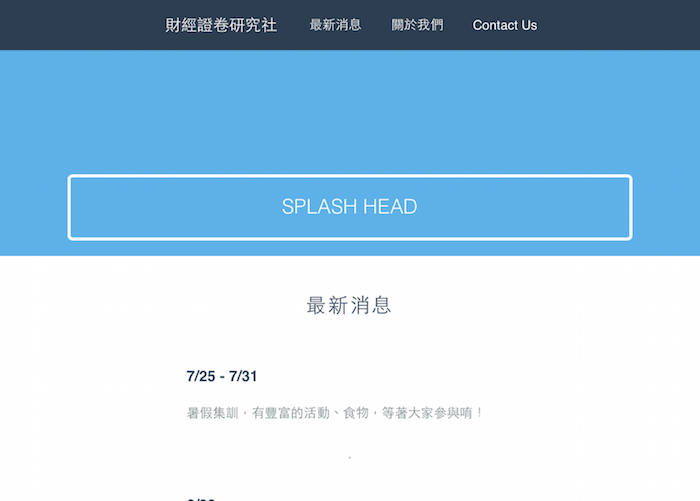 財經證卷研究社 最新消息 關於我們 Contact Us
SPLASH HEAD
最新消息
7/25 - 7/31
暑假集訓，有豐富的活動、食物，等著大家參與唷！
.